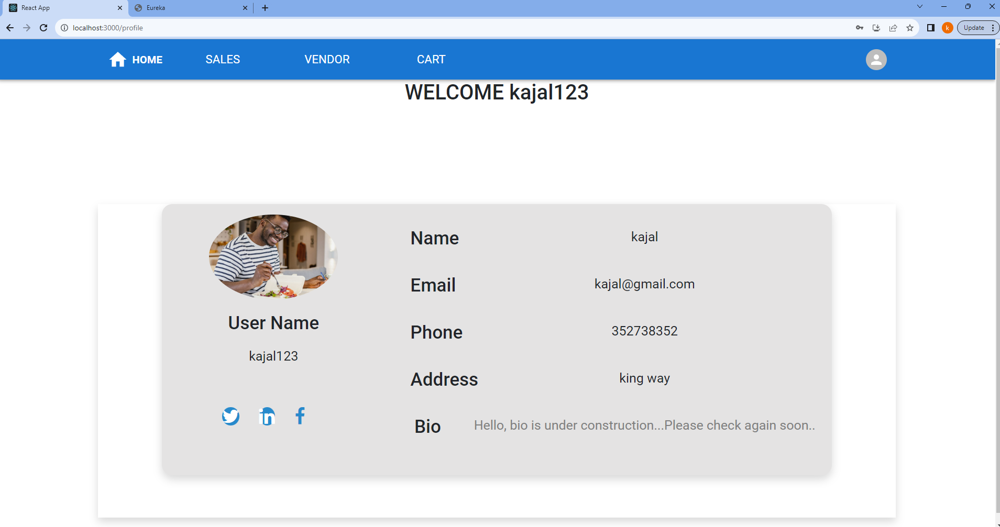 React App
Eureka
localhost:3000/profile
k
Update
HOME
SALES
VENDOR
CART
WELCOME kajal123
User Name
kajal123
in
Name
kajal
Email
kajal@gmail.com
Phone
352738352
Address
king way
Bio
Hello, bio is under construction...Please check again soon..